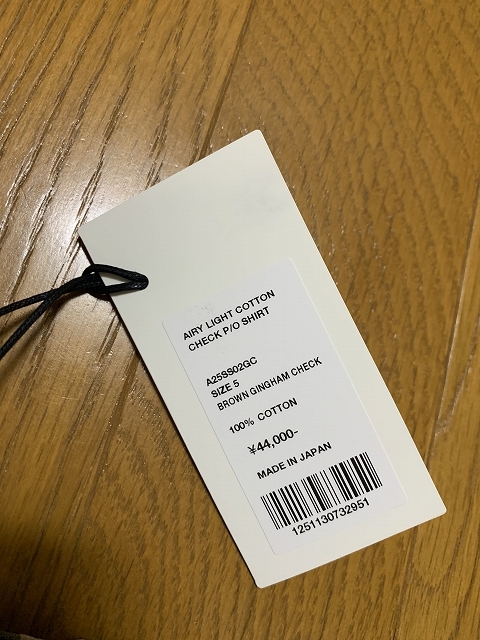 AIRY LIGHT COTTON
CHECK P/O SHIRT
A25SS02GC
SIZE 5
BROWN GINGHAM CHECK
100% COTTON
¥44,000-
MADE IN JAPAN
1251130732951